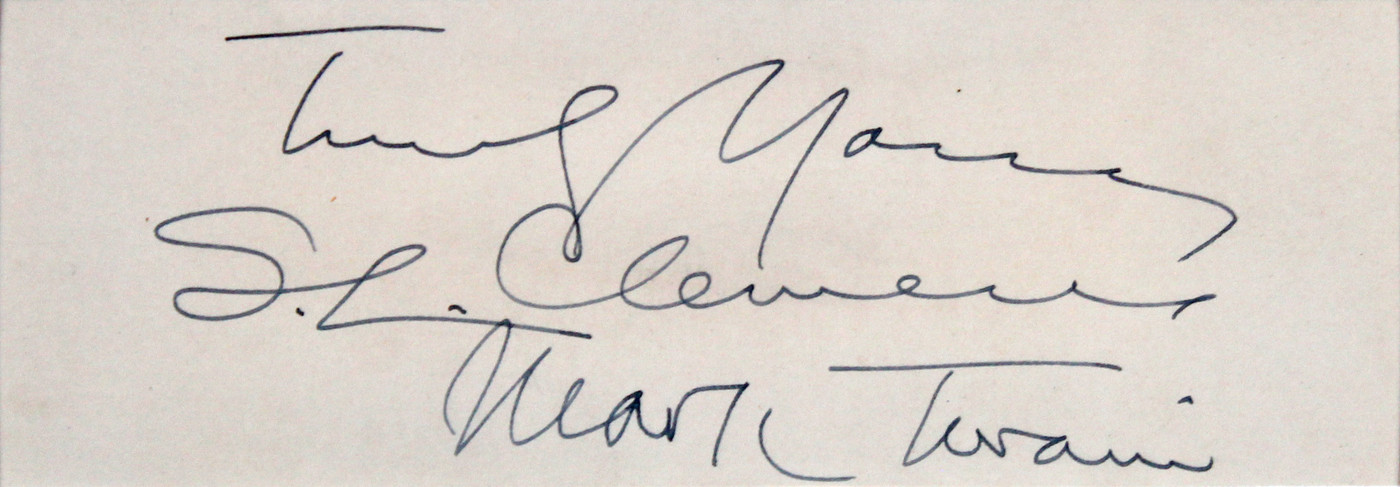 Truly Yours
S. L. Clemens
Mark Twain